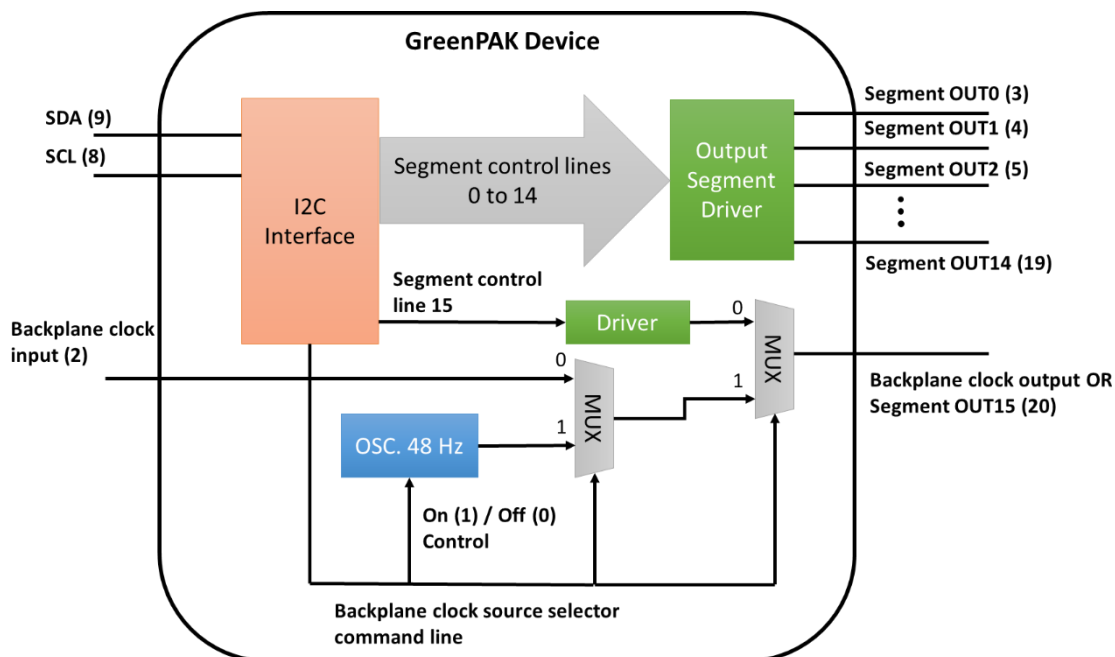 GreenPAK Device
SDA (9)
SCL (8)
I2C
Interface
Segment control lines
0 to 14
Output
Segment
Driver
Segment OUT0 (3)
Segment OUT1 (4)
Segment OUT2 (5)
⋮
Segment OUT14 (19)
Segment control
line 15
Driver
0
MUX
1
Backplane clock
input (2)
0
MUX
1
OSC. 48 Hz
Backplane clock output OR
Segment OUT15 (20)
On (1) / Off (0)
Control
Backplane clock source selector
command line